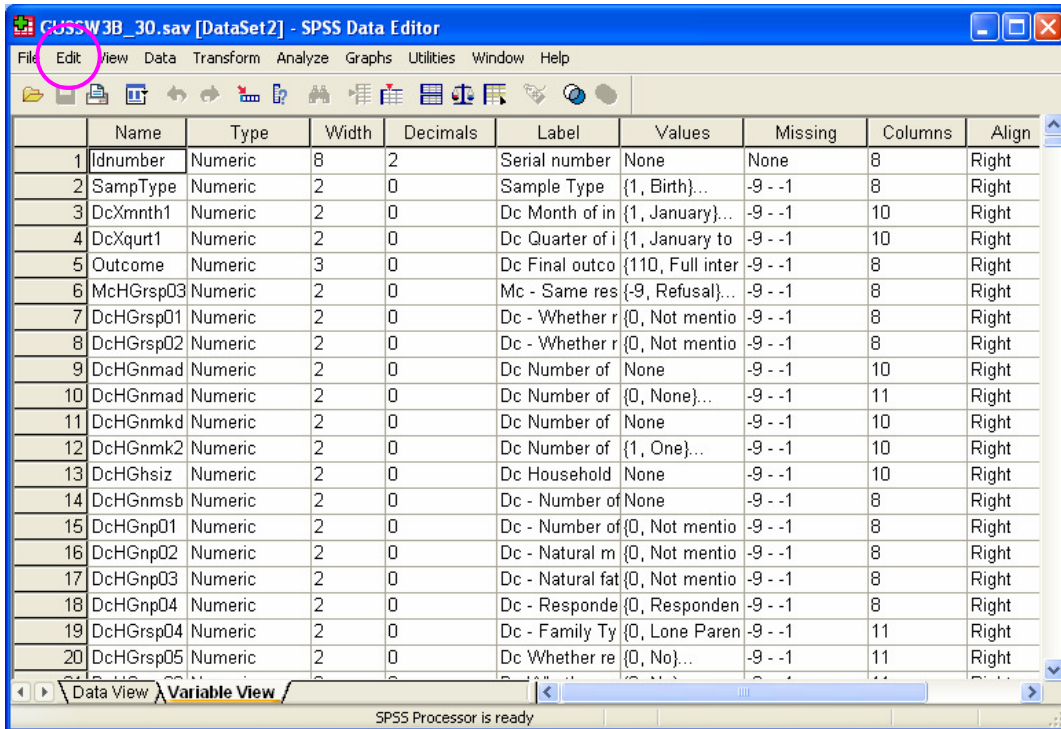 GUSSW3B_30.sav [DataSet2] - SPSS Data Editor
File Edit View Data Transform Analyze Graphs Utilities Window Help
Name Type Width Decimals Label Values Missing Columns Align
1 Idnumber Numeric 8 2 Serial number None None 8 Right
2 SampType Numeric 2 0 Sample Type {1, Birth}... -9 - -1 8 Right
3 DcXmnth1 Numeric 2 0 Dc Month of in {1, January}... -9 - -1 10 Right
4 DcXqurt1 Numeric 2 0 Dc Quarter of i {1, January to -9 - -1 10 Right
5 Outcome Numeric 3 0 Dc Final outco {110, Full inter -9 - -1 8 Right
6 McHGrsp03 Numeric 2 0 Mc - Same res {-9, Refusal}... -9 - -1 8 Right
7 DcHGrsp01 Numeric 2 0 Dc - Whether r {0, Not mentio -9 - -1 8 Right
8 DcHGrsp02 Numeric 2 0 Dc - Whether r {0, Not mentio -9 - -1 8 Right
9 DcHGnmad Numeric 2 0 Dc Number of None -9 - -1 10 Right
10 DcHGnmad Numeric 2 0 Dc Number of {0, None}... -9 - -1 11 Right
11 DcHGnmkd Numeric 2 0 Dc Number of None -9 - -1 10 Right
12 DcHGnmk2 Numeric 2 0 Dc Number of {1, One}... -9 - -1 10 Right
13 DcHGhsiz Numeric 2 0 Dc Household None -9 - -1 10 Right
14 DcHGnmsb Numeric 2 0 Dc - Number of None -9 - -1 8 Right
15 DcHGnp01 Numeric 2 0 Dc - Number of {0, Not mentio -9 - -1 8 Right
16 DcHGnp02 Numeric 2 0 Dc - Natural m {0, Not mentio -9 - -1 8 Right
17 DcHGnp03 Numeric 2 0 Dc - Natural fat {0, Not mentio -9 - -1 8 Right
18 DcHGnp04 Numeric 2 0 Dc - Responde {0, Responden -9 - -1 8 Right
19 DcHGrsp04 Numeric 2 0 Dc - Family Ty {0, Lone Paren -9 - -1 11 Right
20 DcHGrsp05 Numeric 2 0 Dc Whether re {0, No}... -9 - -1 11 Right
Data View Variable View
SPSS Processor is ready